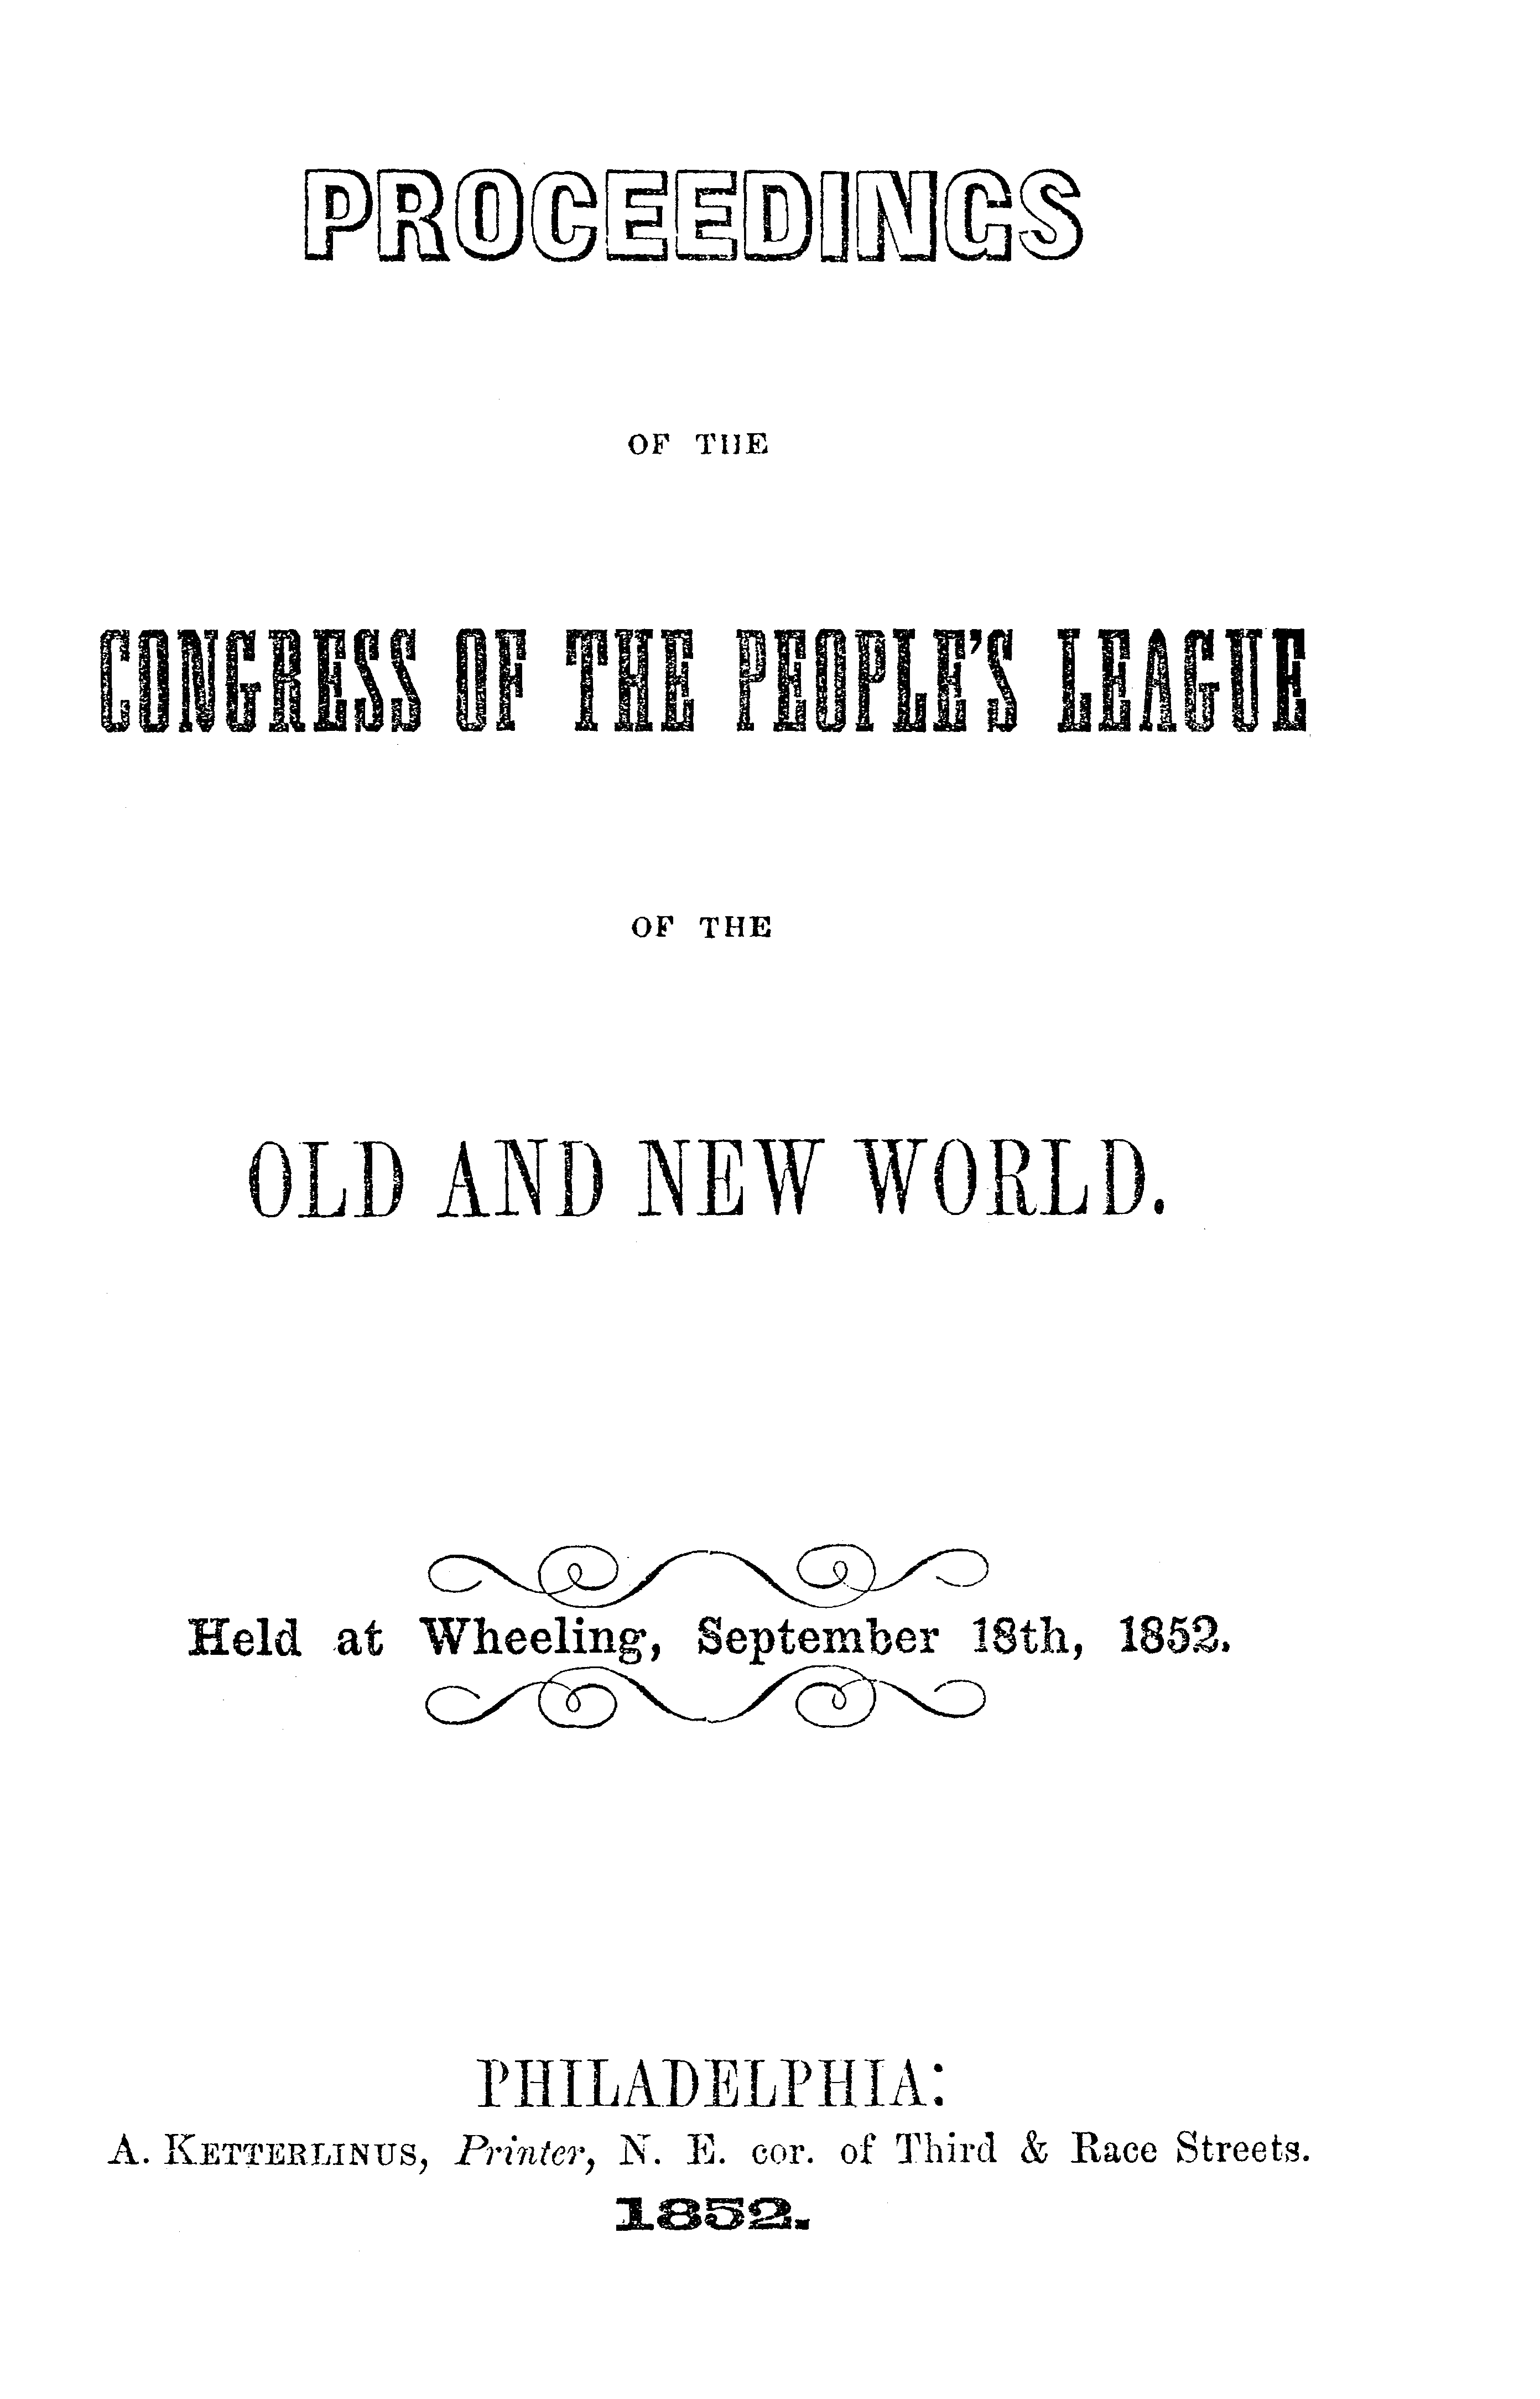 PROCEEDINGS
OF THE
CONGRESS OF THE PEOPLE'S LEAGUE
OF THE
OLD AND NEW WORLD.
Held at Wheeling, September 18th, 1852.
PHILADELPHIA:
A. KETTERLINUS, Printer, N. E. cor. of Third & Race Streets.
1852.